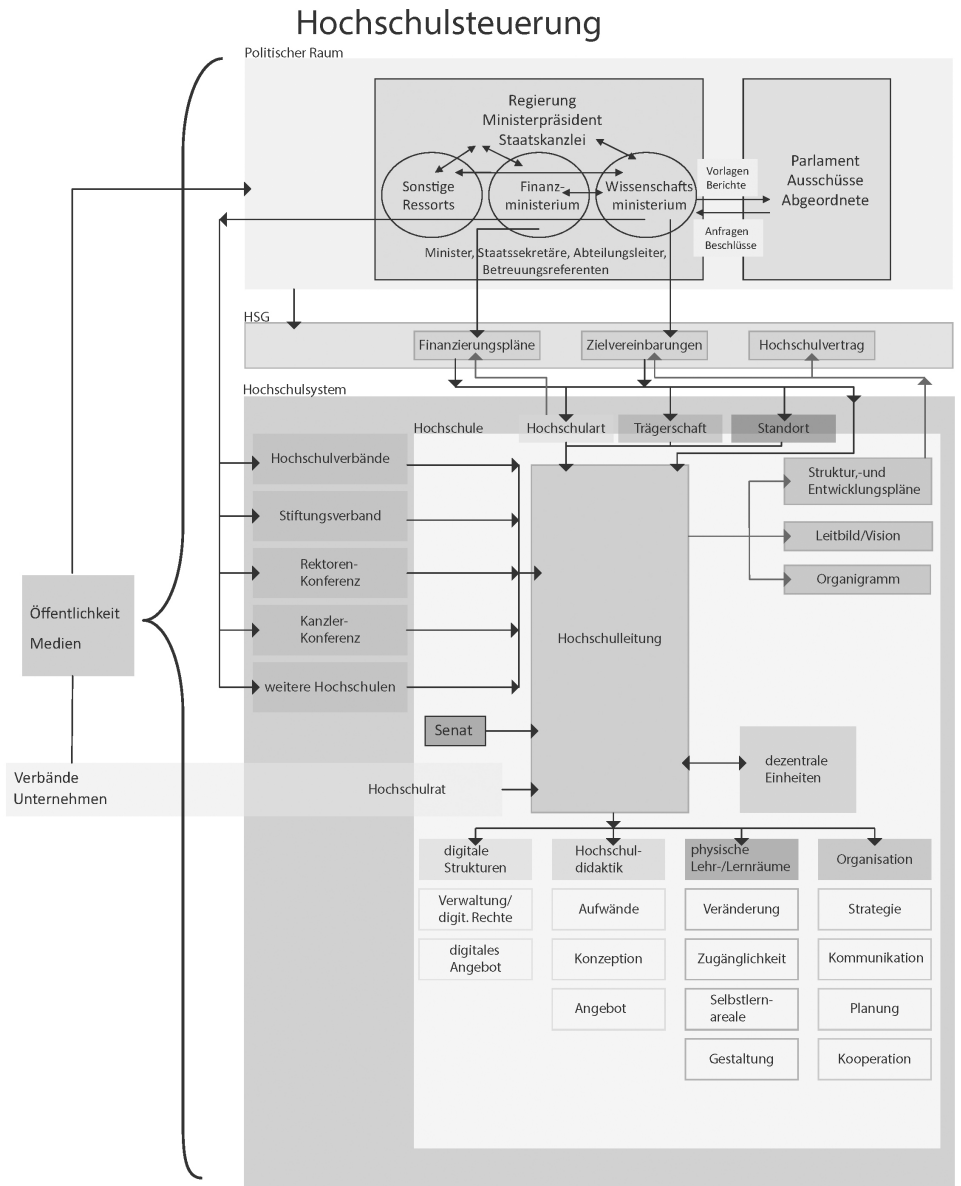 Hochschulsteuerung
Politischer Raum
Regierung
Ministerpräsident
Staatskanzlei
Sonstige
Ressorts
Finanz-
ministerium
Wissenschafts
ministerium
Minister, Staatssekretäre, Abteilungsleiter,
Betreuungsreferenten
Vorlagen
Berichte
Anfragen
Beschlüsse
Parlament
Ausschüsse
Abgeordnete
HSG
Finanzierungspläne
Zielvereinbarungen
Hochschulvertrag
Hochschulsystem
Hochschule
Hochschulart
Trägerschaft
Standort
Hochschulverbände
Stiftungsverband
Rektoren-
Konferenz
Kanzler-
Konferenz
weitere Hochschulen
Struktur,-und
Entwicklungspläne
Leitbild/Vision
Organigramm
Öffentlichkeit
Medien
Hochschulleitung
Senat
Verbände
Unternehmen
Hochschulrat
dezentrale
Einheiten
digitale
Strukturen
Verwaltung/
digit. Rechte
digitales
Angebot
Hochschul-
didaktik
Aufwände
Konzeption
Angebot
physische
Lehr-/Lernräume
Veränderung
Zugänglichkeit
Selbstlern-
areale
Gestaltung
Organisation
Strategie
Kommunikation
Planung
Kooperation